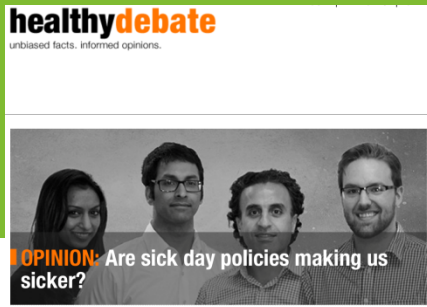 healthydebate
unbiased facts. informed opinions.
OPINION: Are sick day policies making us
sicker?